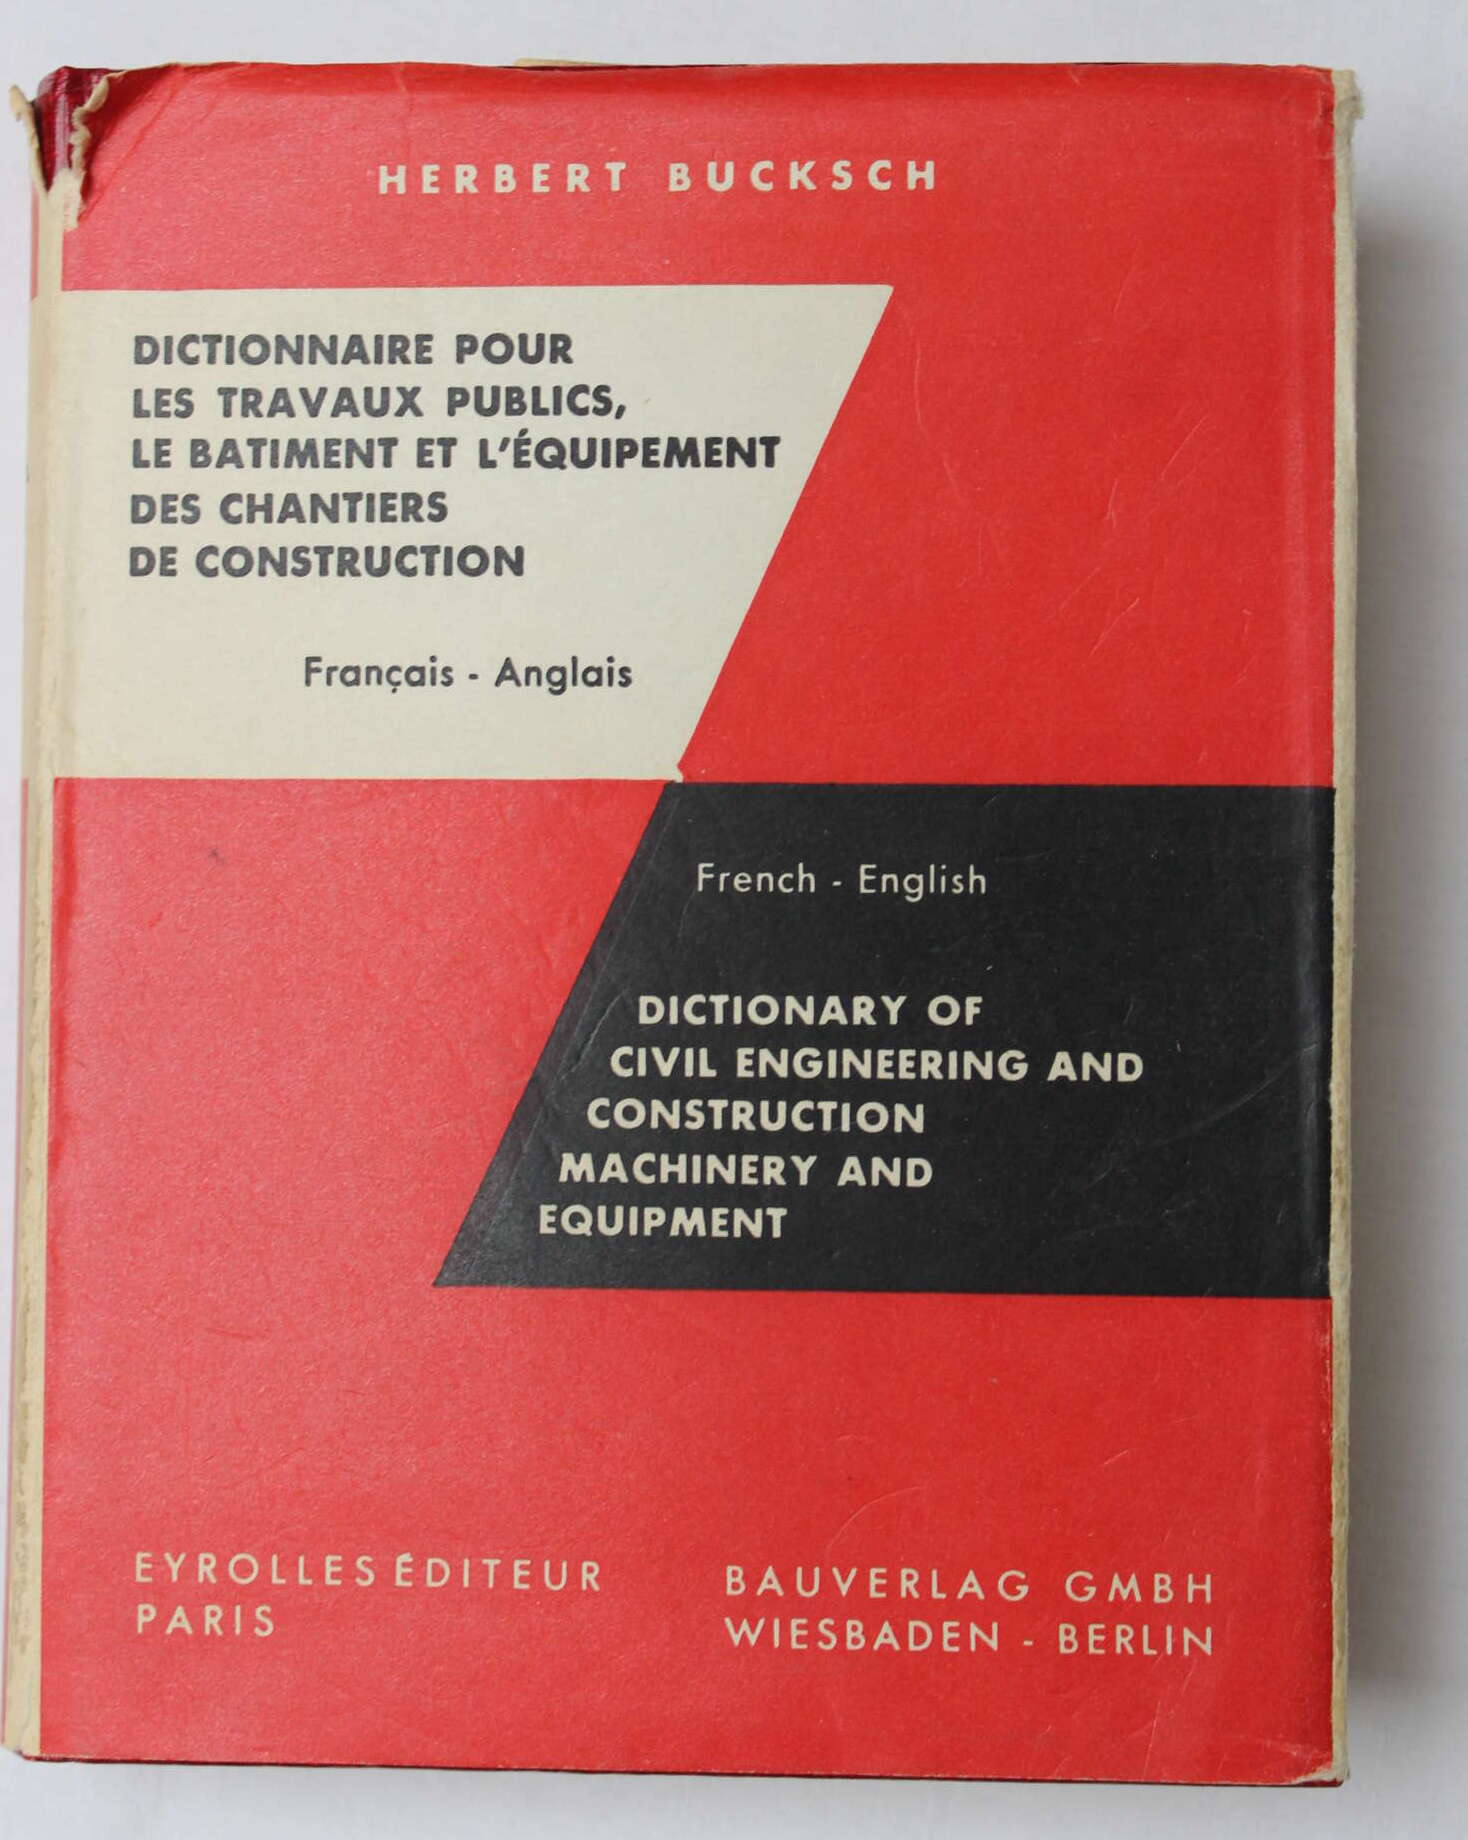 HERBERT BUCKSCH
DICTIONNAIRE POUR
LES TRAVAUX PUBLICS,
LE BATIMENT ET L'ÉQUIPEMENT
DES CHANTIERS
DE CONSTRUCTION
Français - Anglais
French - English
DICTIONARY OF
CIVIL ENGINEERING AND
CONSTRUCTION
MACHINERY AND
EQUIPMENT
EYROLLES ÉDITEUR
PARIS
BAUVERLAG GMBH
WIESBADEN - BERLIN